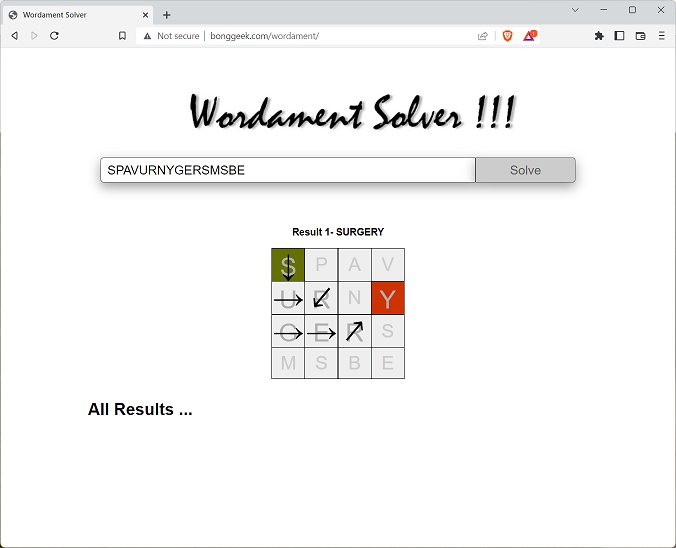 Wordament Solver
Not secure | bonggeek.com/wordament/
Wordament Solver !!!
SPAVURNYGERSMSBE Solve
Result 1- SURGERY
S P A V
U R N Y
G E R S
M S B E
All Results ...